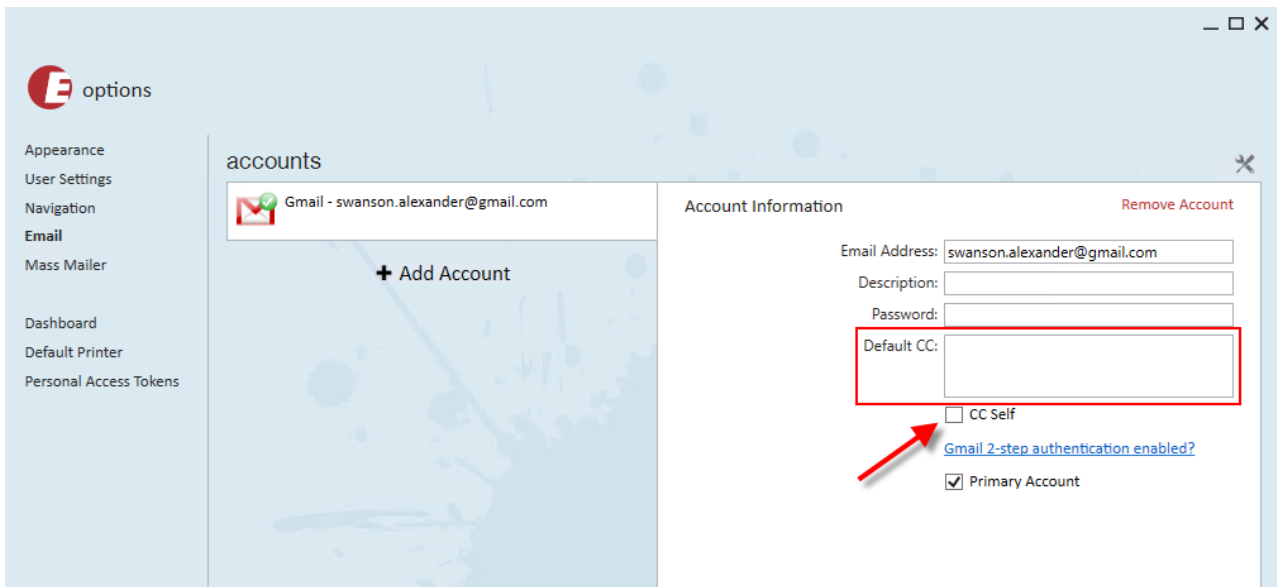 E options
Appearance
User Settings
Navigation
Email
Mass Mailer
Dashboard
Default Printer
Personal Access Tokens
accounts
Gmail - swanson.alexander@gmail.com
+ Add Account
Account Information
Remove Account
Email Address: swanson.alexander@gmail.com
Description:
Password:
Default CC:
CC Self
Gmail 2-step authentication enabled?
Primary Account